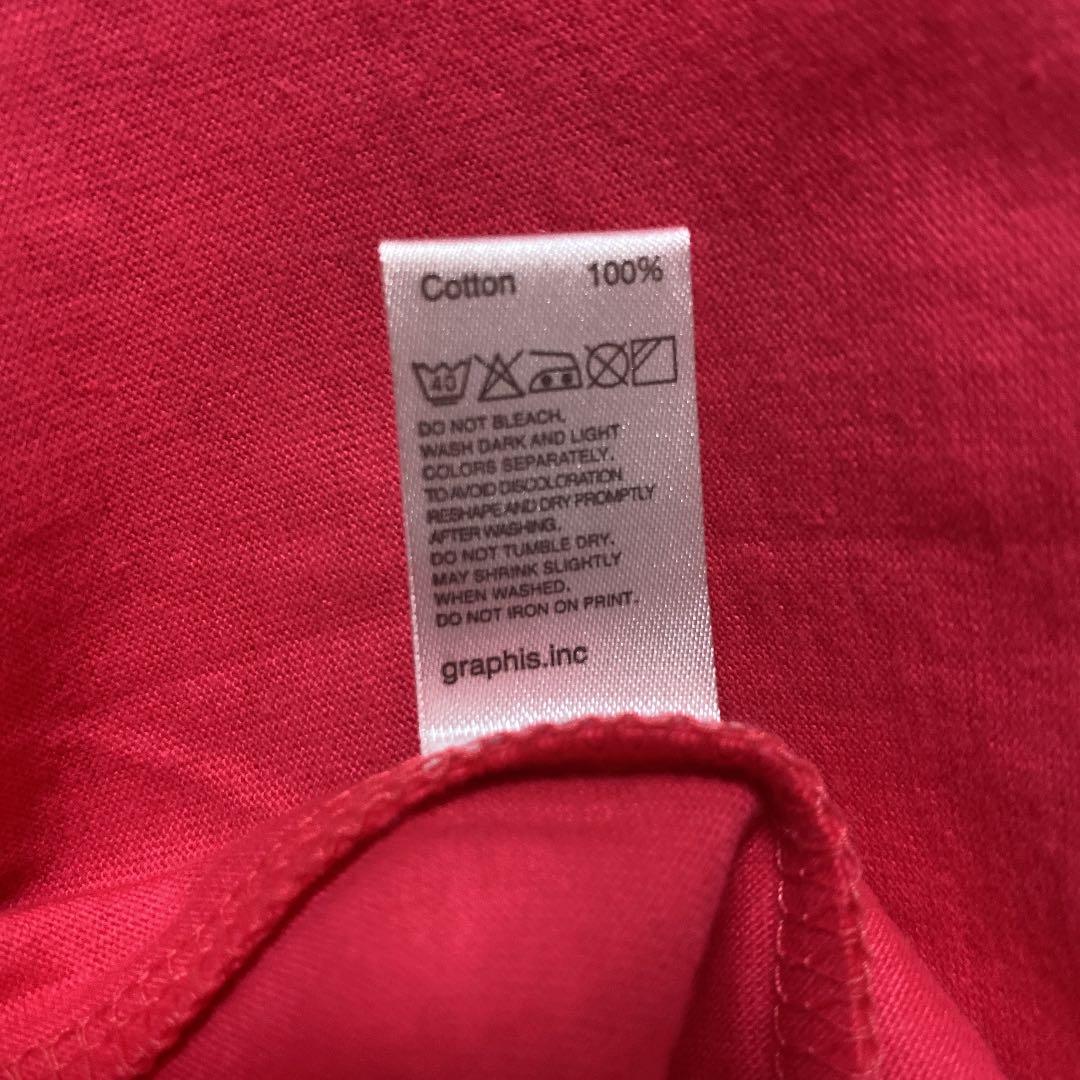 Cotton 100%
40
DO NOT BLEACH.
WASH DARK AND LIGHT
COLORS SEPARATELY.
TO AVOID DISCOLORATION
RESHAPE AND DRY PROMPTLY
AFTER WASHING.
DO NOT TUMBLE DRY.
MAY SHRINK SLIGHTLY
WHEN WASHED.
DO NOT IRON ON PRINT.
graphis.inc